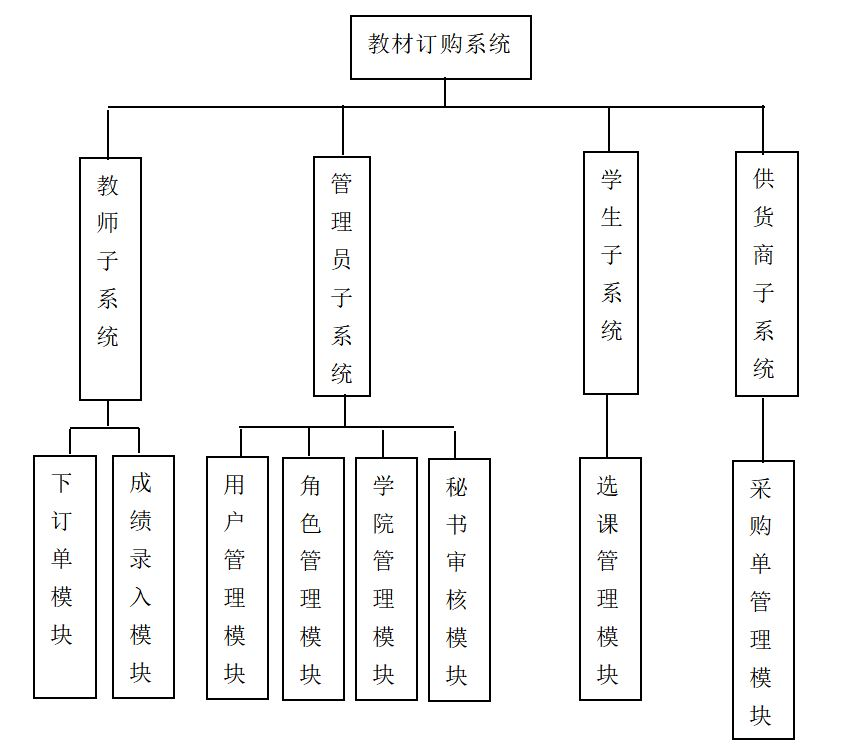 教材订购系统
教师子系统
管理员子系统
学生子系统
供货商子系统
下订单模块
成绩录入模块
用户管理模块
角色管理模块
学院管理模块
秘书审核模块
选课管理模块
采购单管理模块